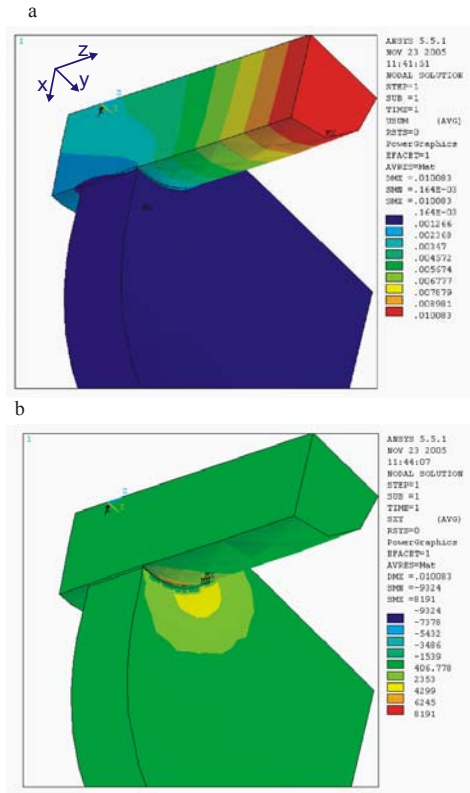 a
1
z
x
y
ANSYS 5.5.1
NOV 23 2005
11:41:51
NODAL SOLUTION
STEP=1
SUB =1
TIME=1
USUM (AVG)
RSYS=0
PowerGraphics
EFACET=1
AVRES=Mat
DMX =.010083
SMN =.164E-03
SMX =.010083
.164E-03
.001266
.002368
.00347
.004572
.005674
.006777
.007879
.008981
.010083
b
1
ANSYS 5.5.1
NOV 23 2005
11:44:07
NODAL SOLUTION
STEP=1
SUB =1
TIME=1
SXY (AVG)
RSYS=0
PowerGraphics
EFACET=1
AVRES=Mat
DMX =.010083
SMN =-9324
SMX =8191
-9324
-7378
-5432
-3486
-1539
406.778
2353
4299
6245
8191